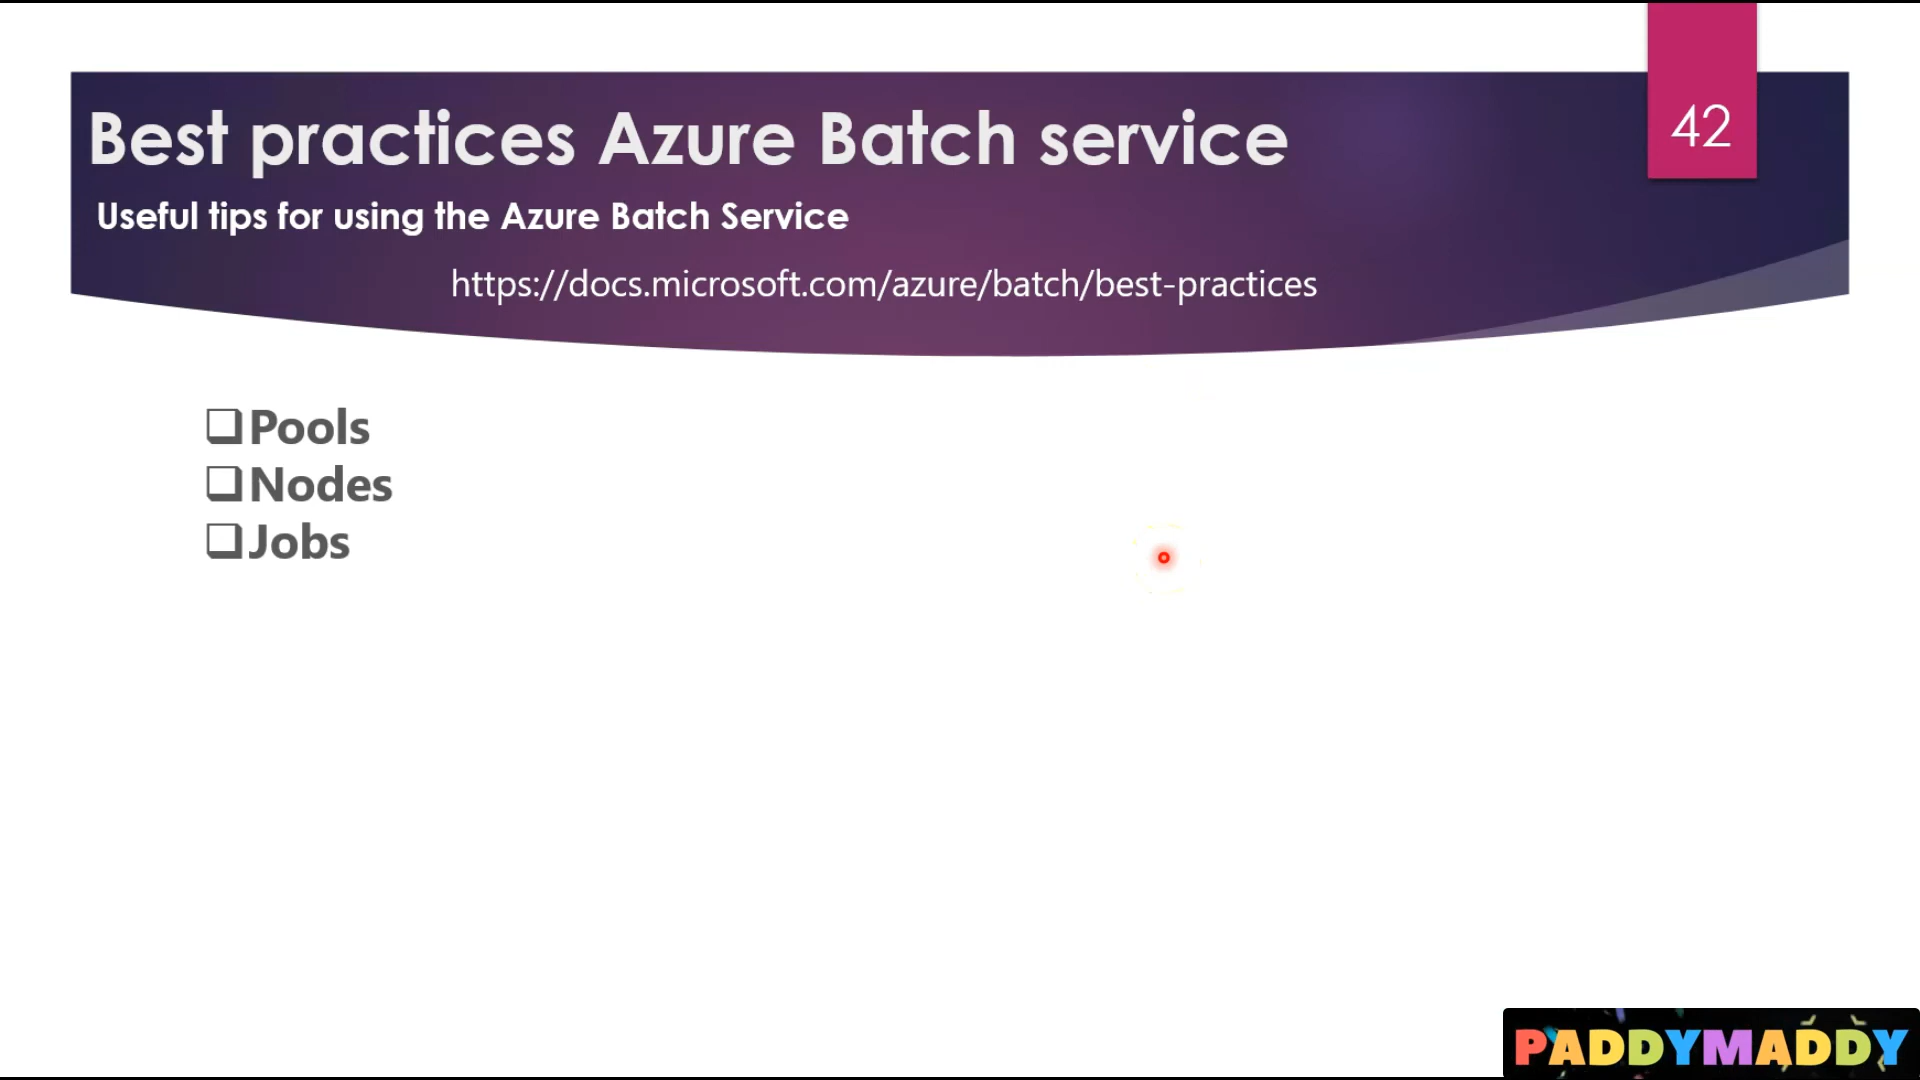 42
Best practices Azure Batch service
Useful tips for using the Azure Batch Service
https://docs.microsoft.com/azure/batch/best-practices
Pools
Nodes
Jobs
PADDYMADDY